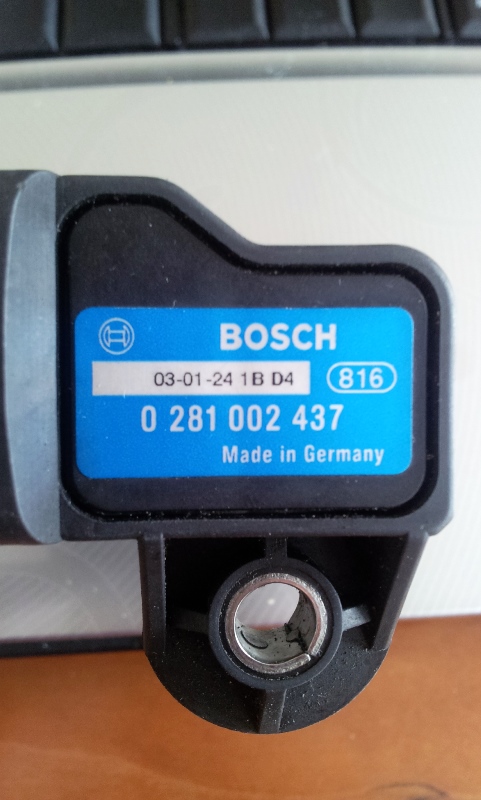 BOSCH
03-01-24 1B D4 816
0 281 002 437
Made in Germany